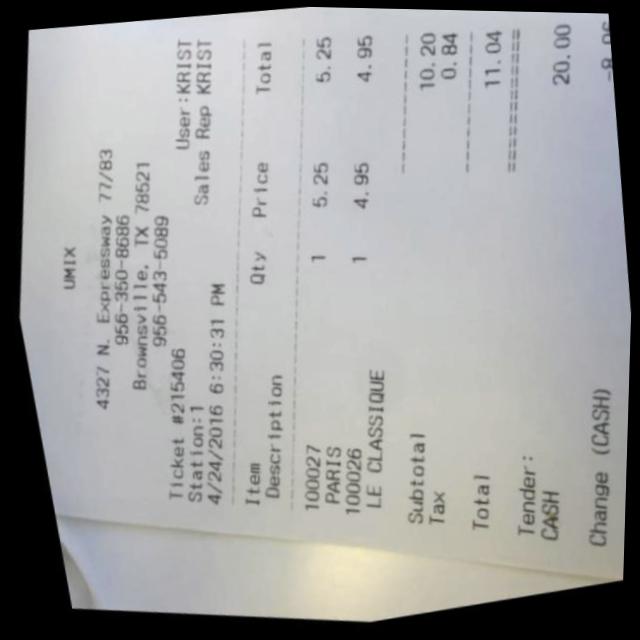 UMIX
4327 N. Expressway 77/83
956-350-8686
Brownsville, TX 78521
956-543-5089
Ticket #215406 User:KRIST
Station:1 Sales Rep KRIST
4/24/2016 6:30:31 PM
Item Qty Price Total
Description
100027 1 5.25 5.25
PARIS
100026 1 4.95 4.95
LE CLASSIQUE
Subtotal 10.20
Tax 0.84
Total 11.04
Tender:
CASH 20.00
Change (CASH)